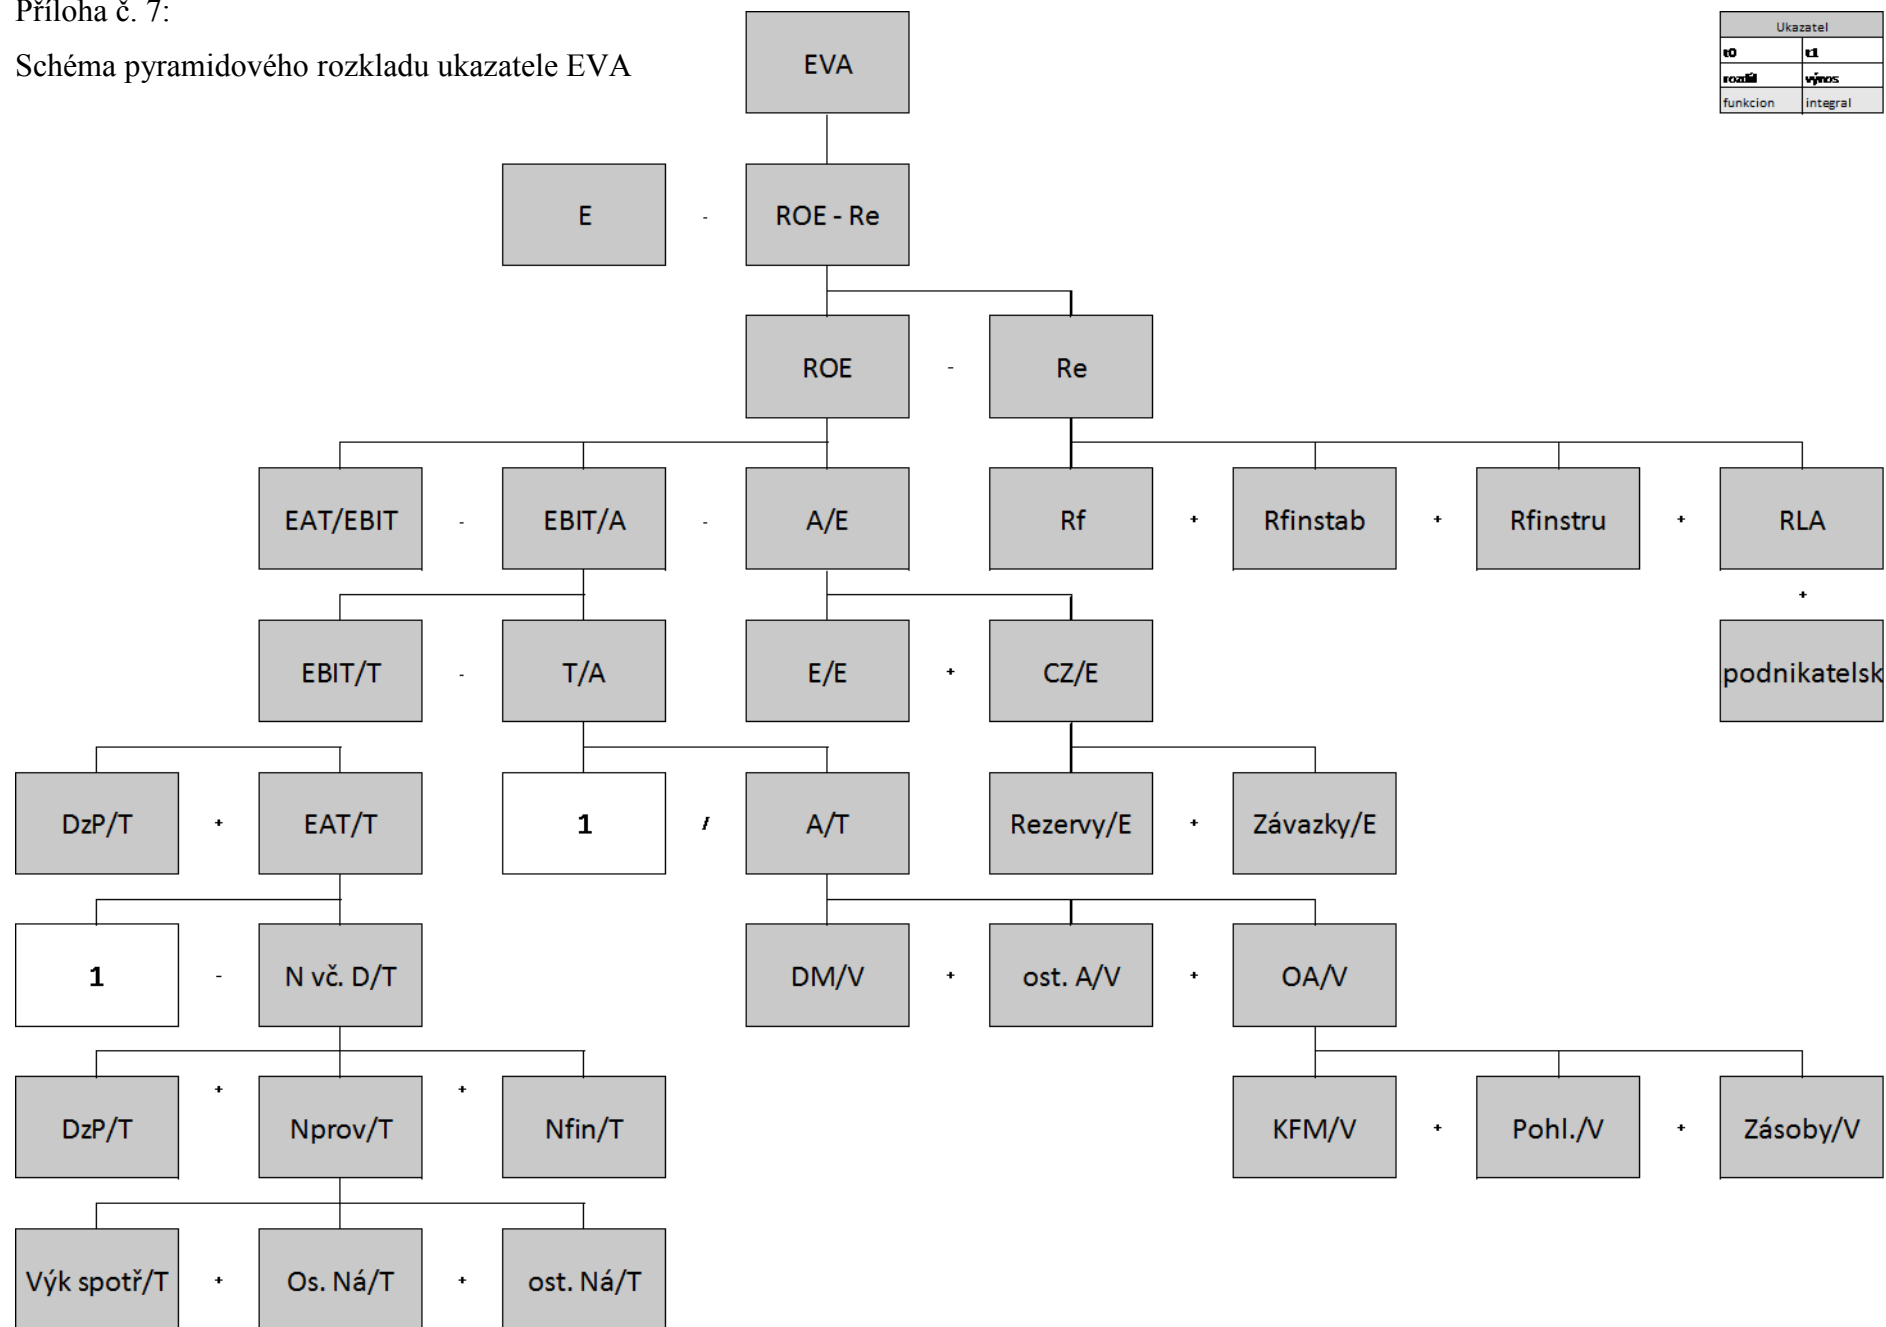 Příloha č. 7:
Schéma pyramidového rozkladu ukazatele EVA
Ukazatel
t0 t1
rozdíl výnos
funkcion integral
EVA
E - ROE - Re
ROE - Re
EAT/EBIT - EBIT/A - A/E Rf + Rfinstab + Rfinstru + RLA
+
EBIT/T - T/A E/E + CZ/E podnikatelsk
DzP/T + EAT/T 1 / A/T Rezervy/E + Závazky/E
1 - N vč. D/T DM/V + ost. A/V + OA/V
DzP/T + Nprov/T + Nfin/T KFM/V + Pohl./V + Zásoby/V
Výk spotř/T + Os. Ná/T + ost. Ná/T